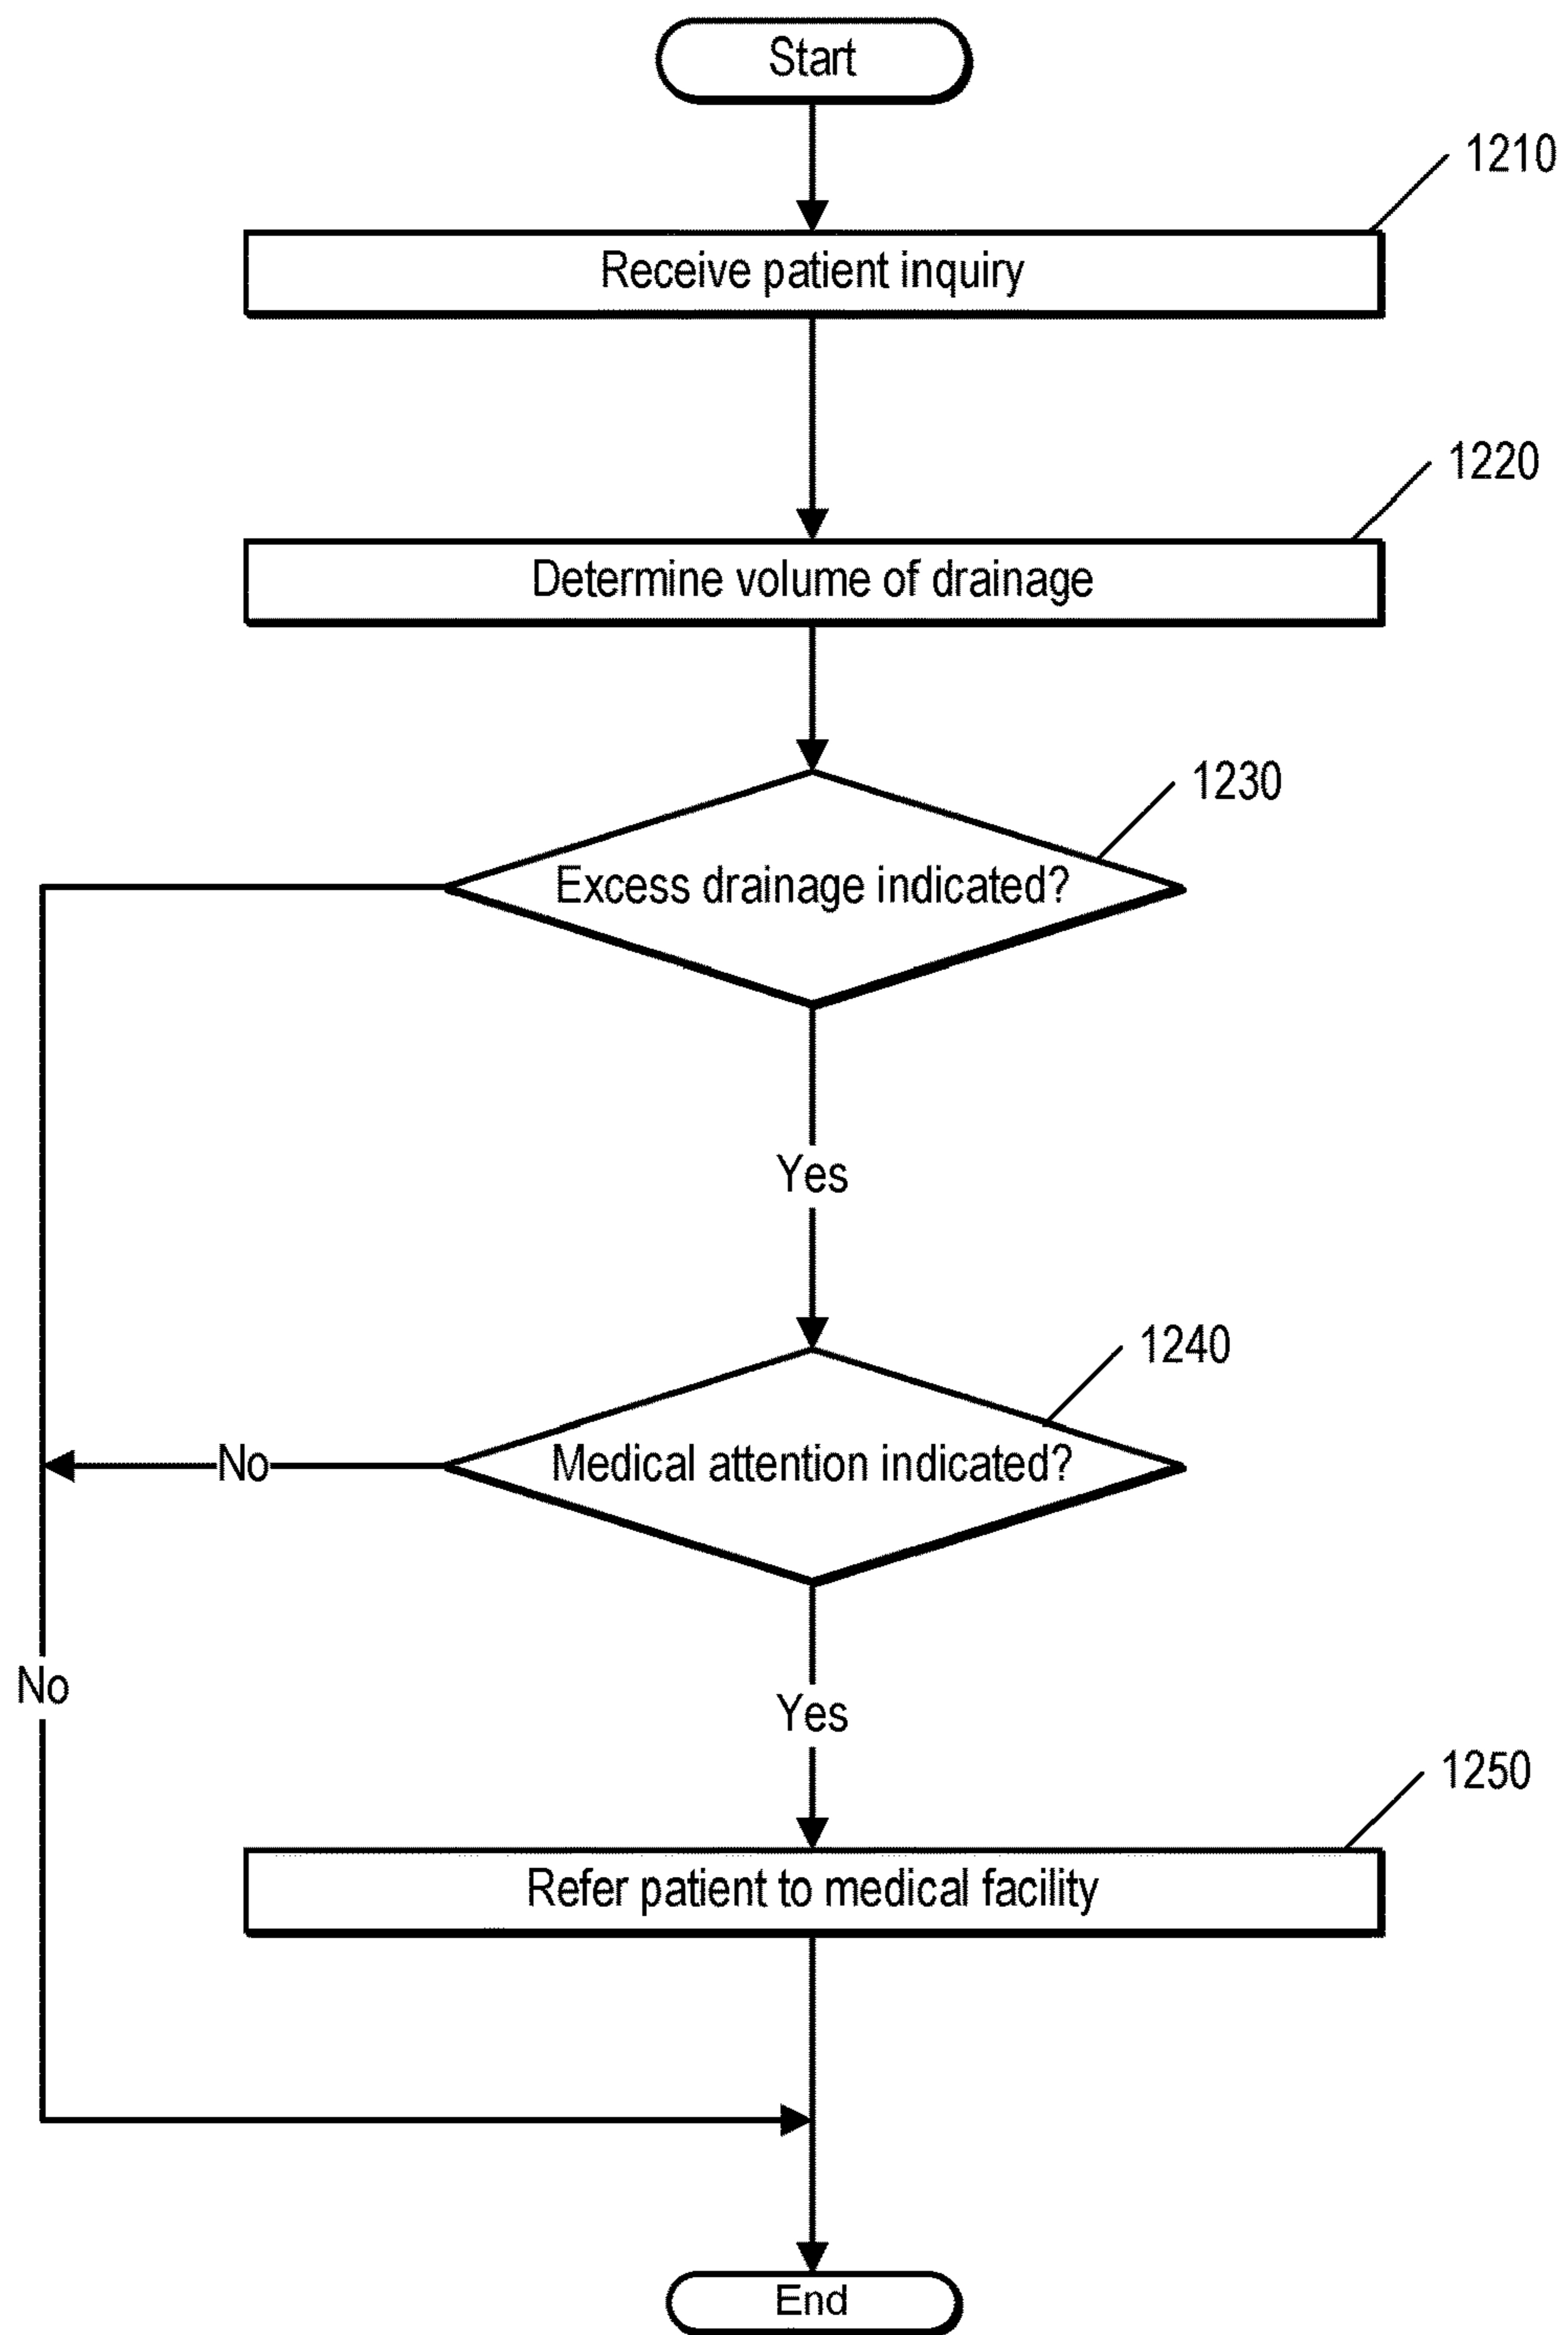 Start
1210
Receive patient inquiry
1220
Determine volume of drainage
1230
Excess drainage indicated?
Yes
1240
Medical attention indicated?
No
No
Yes
1250
Refer patient to medical facility
End